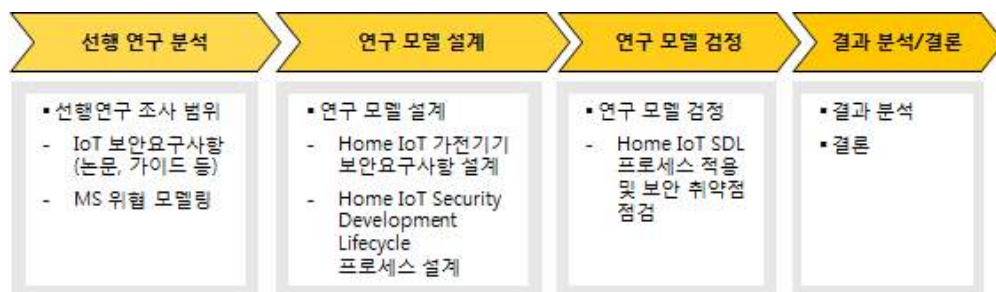 선행 연구 분석
연구 모델 설계
연구 모델 검정
결과 분석/결론
▪ 선행연구 조사 범위
- IoT 보안요구사항
(논문, 가이드 등)
- MS 위협 모델링
▪ 연구 모델 설계
- Home IoT 가전기기
보안요구사항 설계
- Home IoT Security
Development
Lifecycle
프로세스 설계
▪ 연구 모델 검정
- Home IoT SDL
프로세스 적용
및 보안 취약점
점검
▪ 결과 분석
▪ 결론